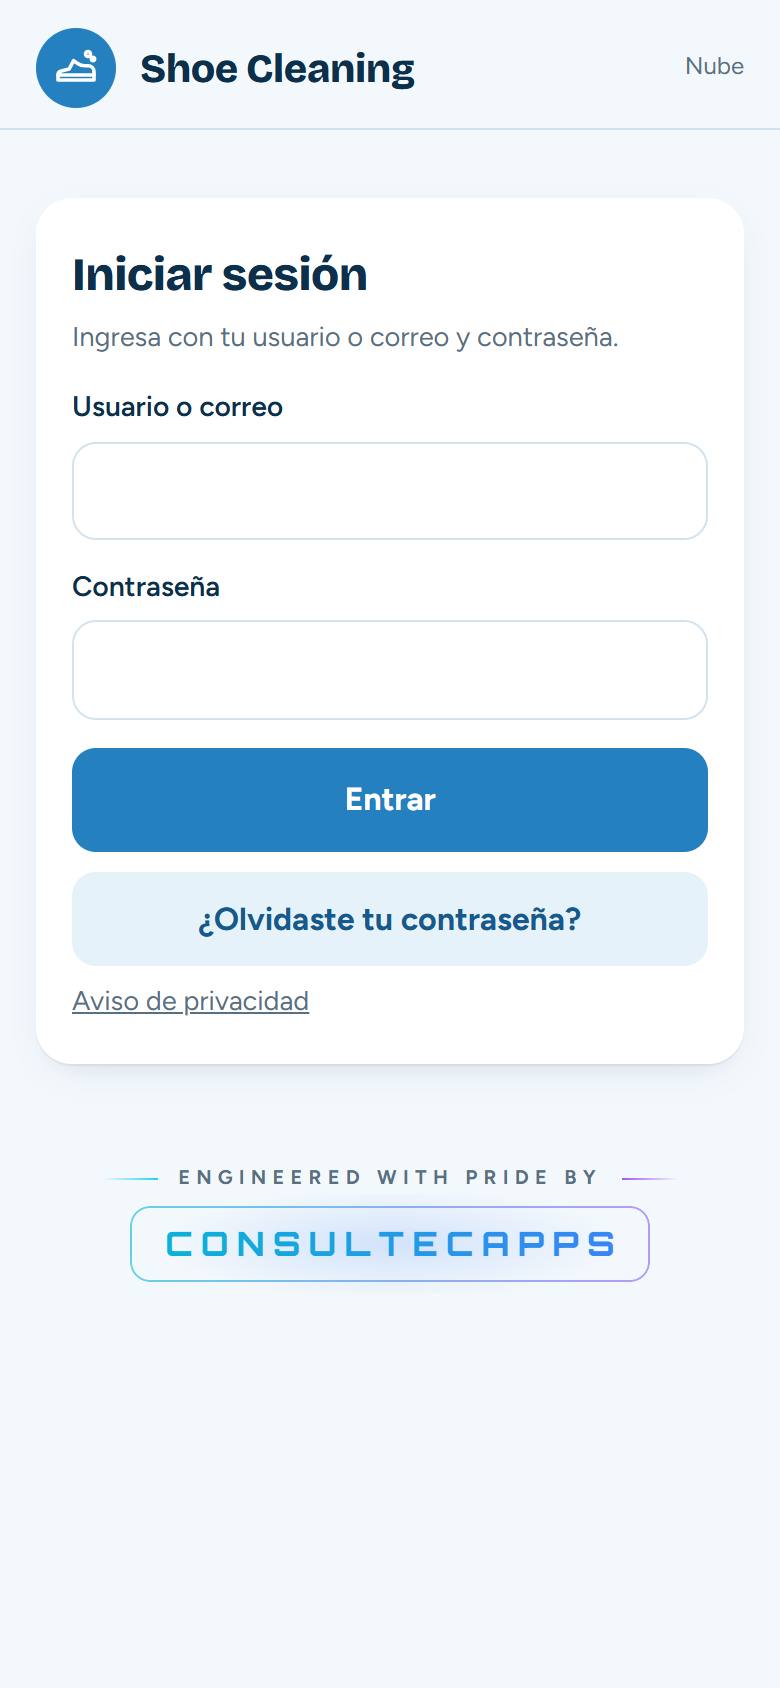 Shoe Cleaning
Nube
Iniciar sesión
Ingresa con tu usuario o correo y contraseña.
Usuario o correo
Contraseña
Entrar
¿Olvidaste tu contraseña?
Aviso de privacidad
ENGINEERED WITH PRIDE BY
CONSULTECAPPS